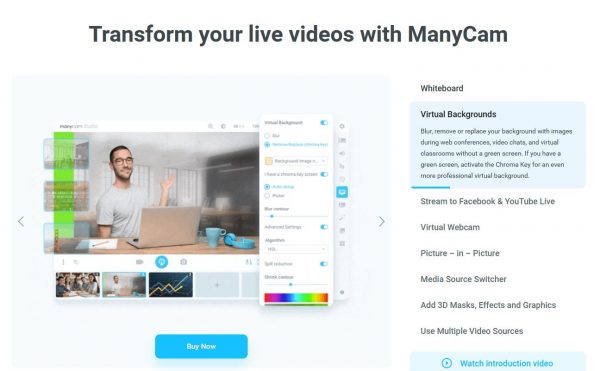 Transform your live videos with ManyCam
manycam studio
Virtual Background
Blur
Remove/Replace (chroma key)
Background image n...
I have a chroma key screen
Auto setup
Picker
Blur contour
Advanced Settings
Algorithm
HSL
Spill reduction
Shrink contour
Buy Now
Whiteboard
Virtual Backgrounds
Blur, remove or replace your background with images
during web conferences, video chats, and virtual
classrooms without a green screen. If you have a
green screen, activate the Chroma Key for an even
more professional virtual background.
Stream to Facebook & YouTube Live
Virtual Webcam
Picture – in – Picture
Media Source Switcher
Add 3D Masks, Effects and Graphics
Use Multiple Video Sources
Watch introduction video